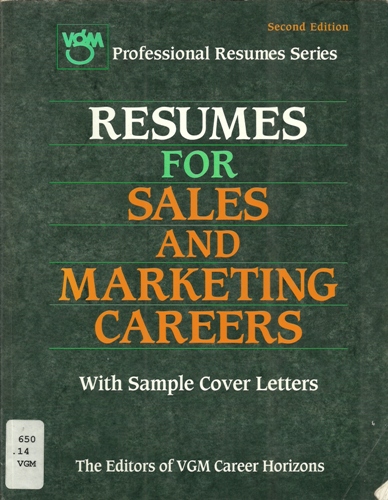 Second Edition
VGM
Professional Resumes Series
RESUMES
FOR
SALES
AND
MARKETING
CAREERS
With Sample Cover Letters
650
.14
VGM
The Editors of VGM Career Horizons